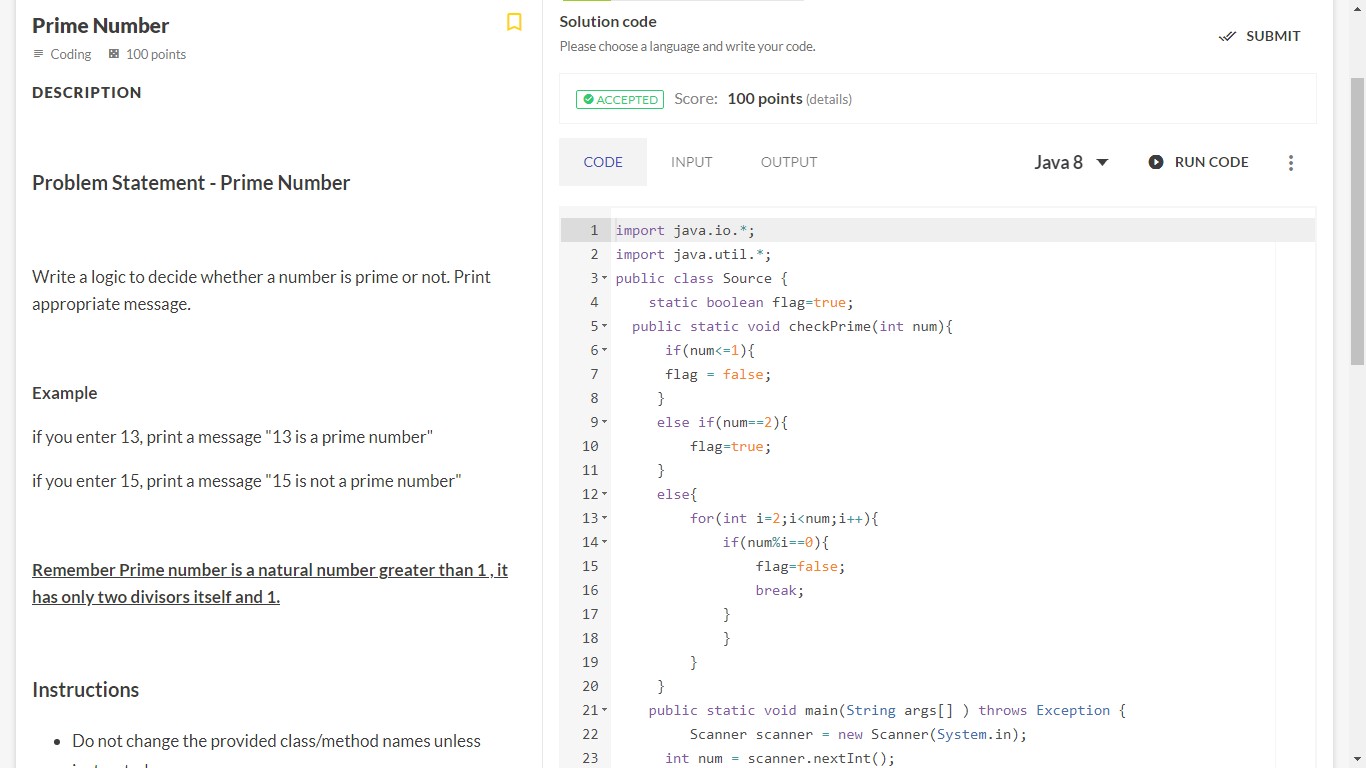 Prime Number
Coding 100 points
DESCRIPTION
Problem Statement - Prime Number
Write a logic to decide whether a number is prime or not. Print
appropriate message.
Example
if you enter 13, print a message "13 is a prime number"
if you enter 15, print a message "15 is not a prime number"
Remember Prime number is a natural number greater than 1 , it
has only two divisors itself and 1.
Instructions
• Do not change the provided class/method names unless
Solution code
Please choose a language and write your code.
SUBMIT
ACCEPTED Score: 100 points (details)
CODE INPUT OUTPUT Java 8 RUN CODE
1 import java.io.*;
2 import java.util.*;
3 public class Source {
4 static boolean flag=true;
5 public static void checkPrime(int num){
6 if(num<=1){
7 flag = false;
8 }
9 else if(num==2){
10 flag=true;
11 }
12 else{
13 for(int i=2;i<num;i++){
14 if(num%i==0){
15 flag=false;
16 break;
17 }
18 }
19 }
20 }
21 public static void main(String args[] ) throws Exception {
22 Scanner scanner = new Scanner(System.in);
23 int num = scanner.nextInt();